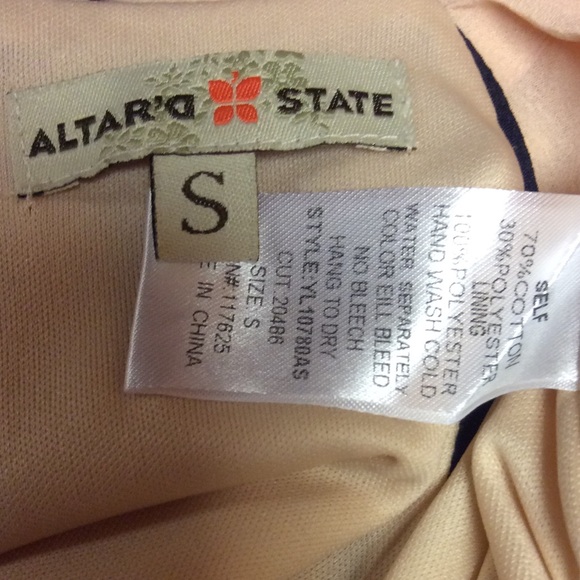 ALTAR'D STATE
S
SELF
70%COTTON
30%POLYESTER
LINING
100%POLYESTER
HAND WASH COLD
WATER SEPARATELY
COLOR EILL BLEED
NO BLEECH
HANG TO DRY
STYLE:YL10780AS
CUT 20486
SIZE S
N# 117625
E IN CHINA